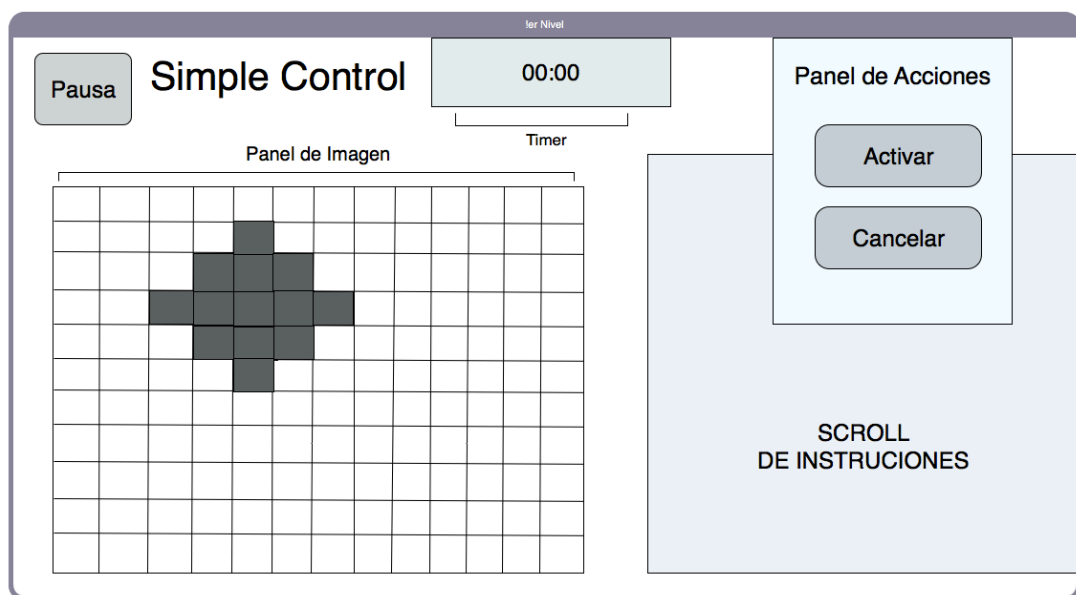 !er Nivel
Pausa
Simple Control
00:00
Timer
Panel de Acciones
Activar
Cancelar
Panel de Imagen
SCROLL
DE INSTRUCIONES